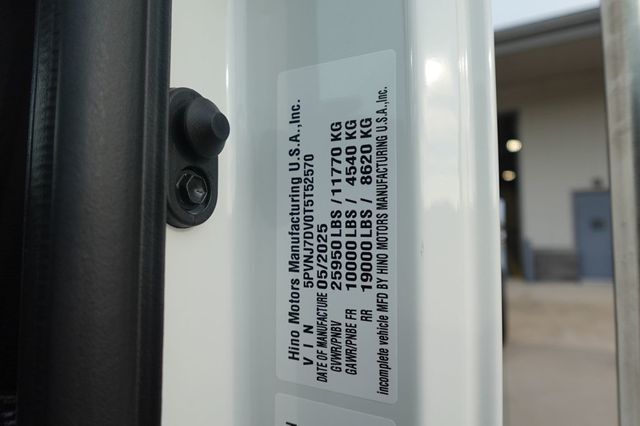 Hino Motors Manufacturing U.S.A.,Inc.
V I N 5PVNJ7DV0T5T52570
DATE OF MANUFACTURE 05/2025
GVWR/PNBV 25950 LBS / 11770 KG
GAWR/PNBE FR 10000 LBS / 4540 KG
RR 19000 LBS / 8620 KG
incomplete vehicle MFD BY HINO MOTORS MANUFACTURING U.S.A.,Inc.